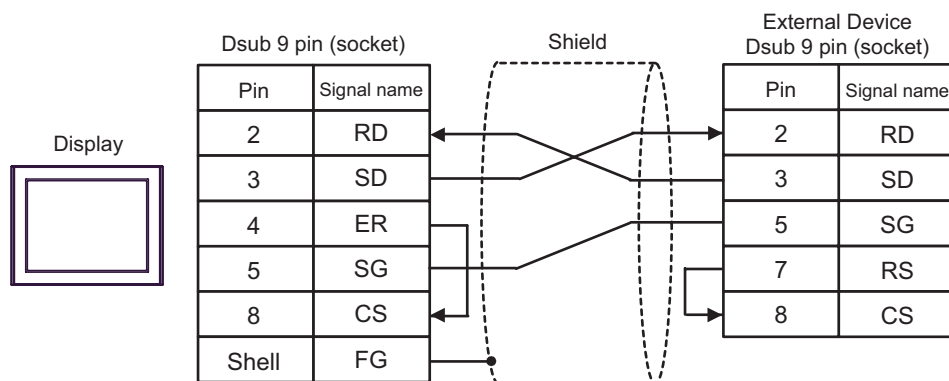 External Device
Dsub 9 pin (socket)
Shield
Dsub 9 pin (socket)
Display
Pin Signal name
2 RD
3 SD
4 ER
5 SG
8 CS
Shell FG
Pin Signal name
2 RD
3 SD
5 SG
7 RS
8 CS